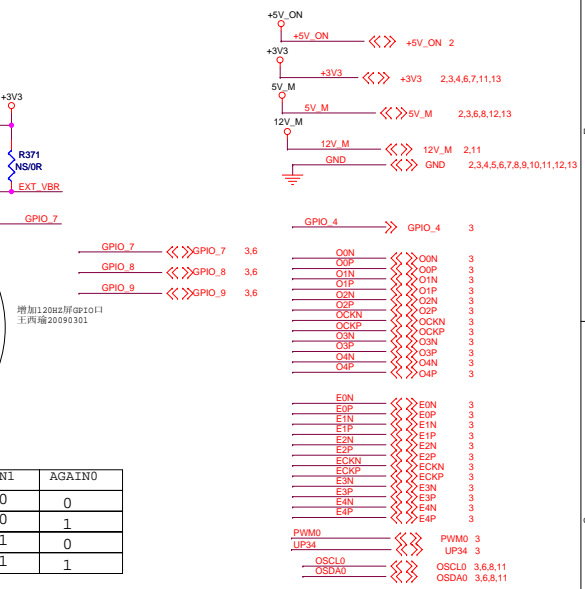 +5V_ON
+5V_ON +5V_ON 2
+3V3
+3V3 +3V3 2,3,4,6,7,11,13
5V_M
5V_M 5V_M 2,3,6,8,12,13
12V_M
12V_M 12V_M 2,11
GND GND 2,3,4,5,6,7,8,9,10,11,12,13
+3V3
R371
NS/0R
EXT_VBR
GPIO_7
GPIO_4 GPIO_4 3
GPIO_7 GPIO_7 3,6
GPIO_8 GPIO_8 3,6
GPIO_9 GPIO_9 3,6
增加120HZ屏GPIO口
王西瑜20090301
O0N O0N 3
O0P O0P 3
O1N O1N 3
O1P O1P 3
O2N O2N 3
O2P O2P 3
OCKN OCKN 3
OCKP OCKP 3
O3N O3N 3
O3P O3P 3
O4N O4N 3
O4P O4P 3
E0N E0N 3
E0P E0P 3
E1N E1N 3
E1P E1P 3
E2N E2N 3
E2P E2P 3
ECKN ECKN 3
ECKP ECKP 3
E3N E3N 3
E3P E3P 3
E4N E4N 3
E4P E4P 3
N1 AGAIN0
0 0
0 1
1 0
1 1
PWM0 PWM0 3
UP34 UP34 3
OSCL0 OSCL0 3,6,8,11
OSDA0 OSDA0 3,6,8,11